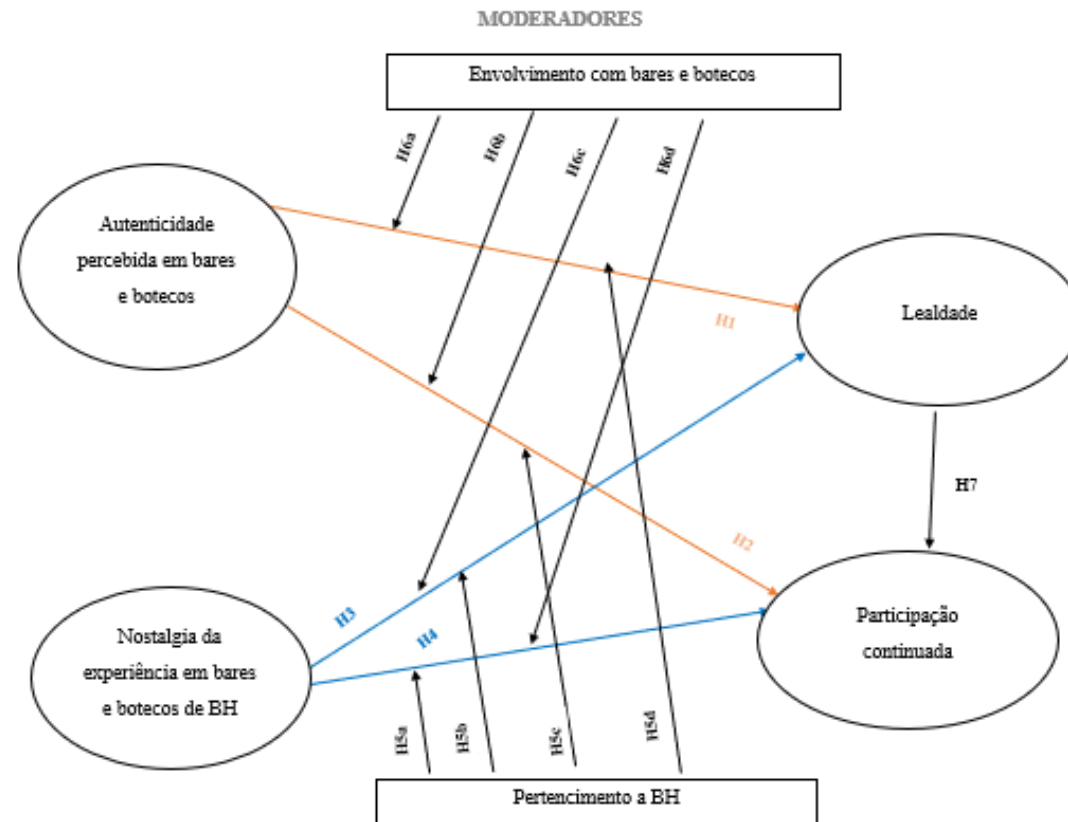 MODERADORES
Envolvimento com bares e botecos
H6a
H6b
H6c
H6d
Autenticidade
percebida em bares
e botecos
Lealdade
H1
H7
H2
H3
H4
Nostalgia da
experiência em bares
e botecos de BH
Participação
continuada
H5a
H5b
H5c
H5d
Pertencimento a BH